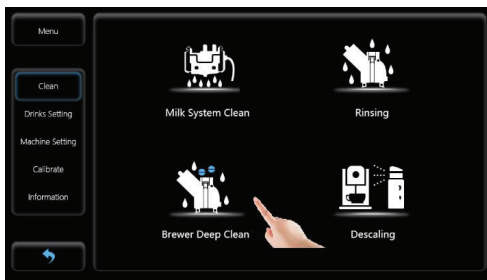 Menu
Clean
Drinks Setting
Machine Setting
Calibrate
Information
Milk System Clean
Rinsing
Brewer Deep Clean
Descaling